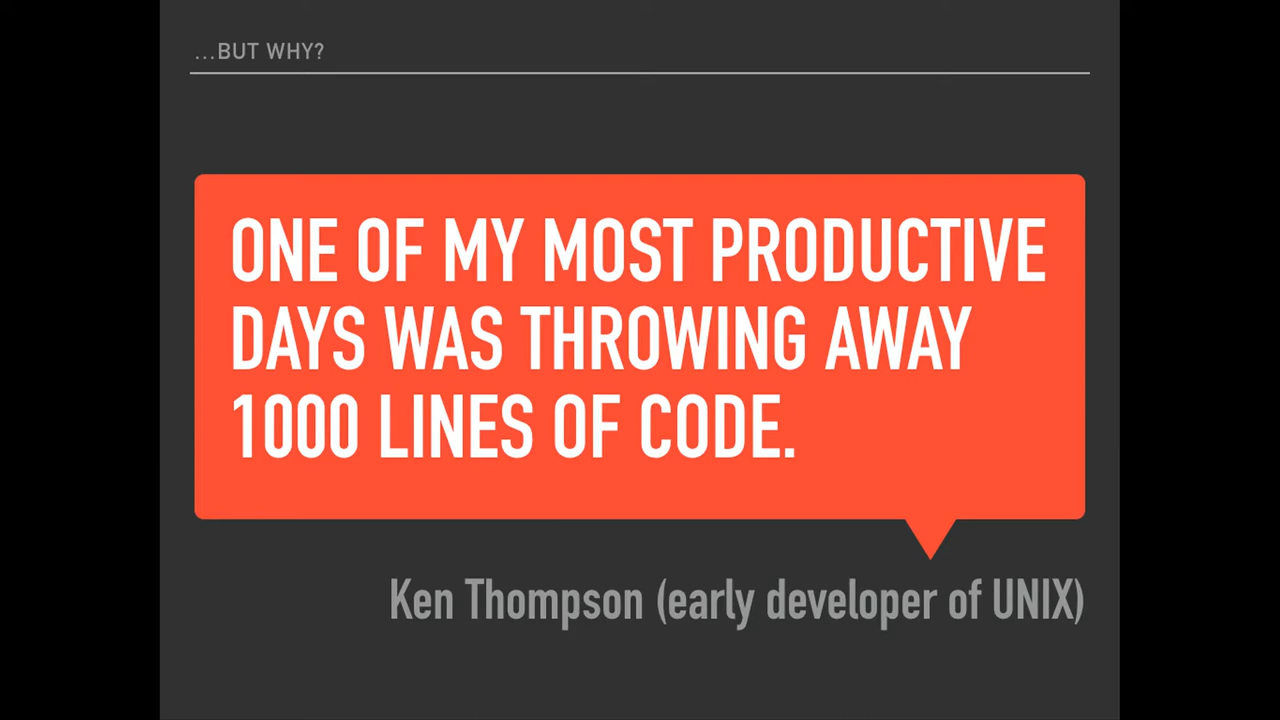 ...BUT WHY?
ONE OF MY MOST PRODUCTIVE
DAYS WAS THROWING AWAY
1000 LINES OF CODE.
Ken Thompson (early developer of UNIX)